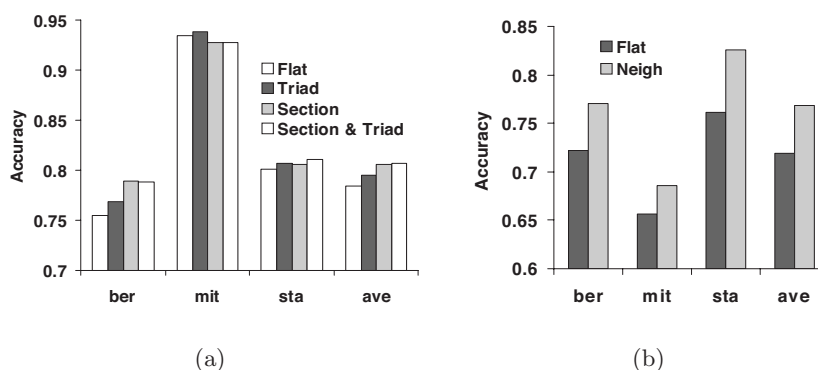 Accuracy
0.95
0.9
0.85
0.8
0.75
0.7
Flat
Triad
Section
Section & Triad
ber mit sta ave
(a)
Accuracy
0.85
0.8
0.75
0.7
0.65
0.6
Flat
Neigh
ber mit sta ave
(b)